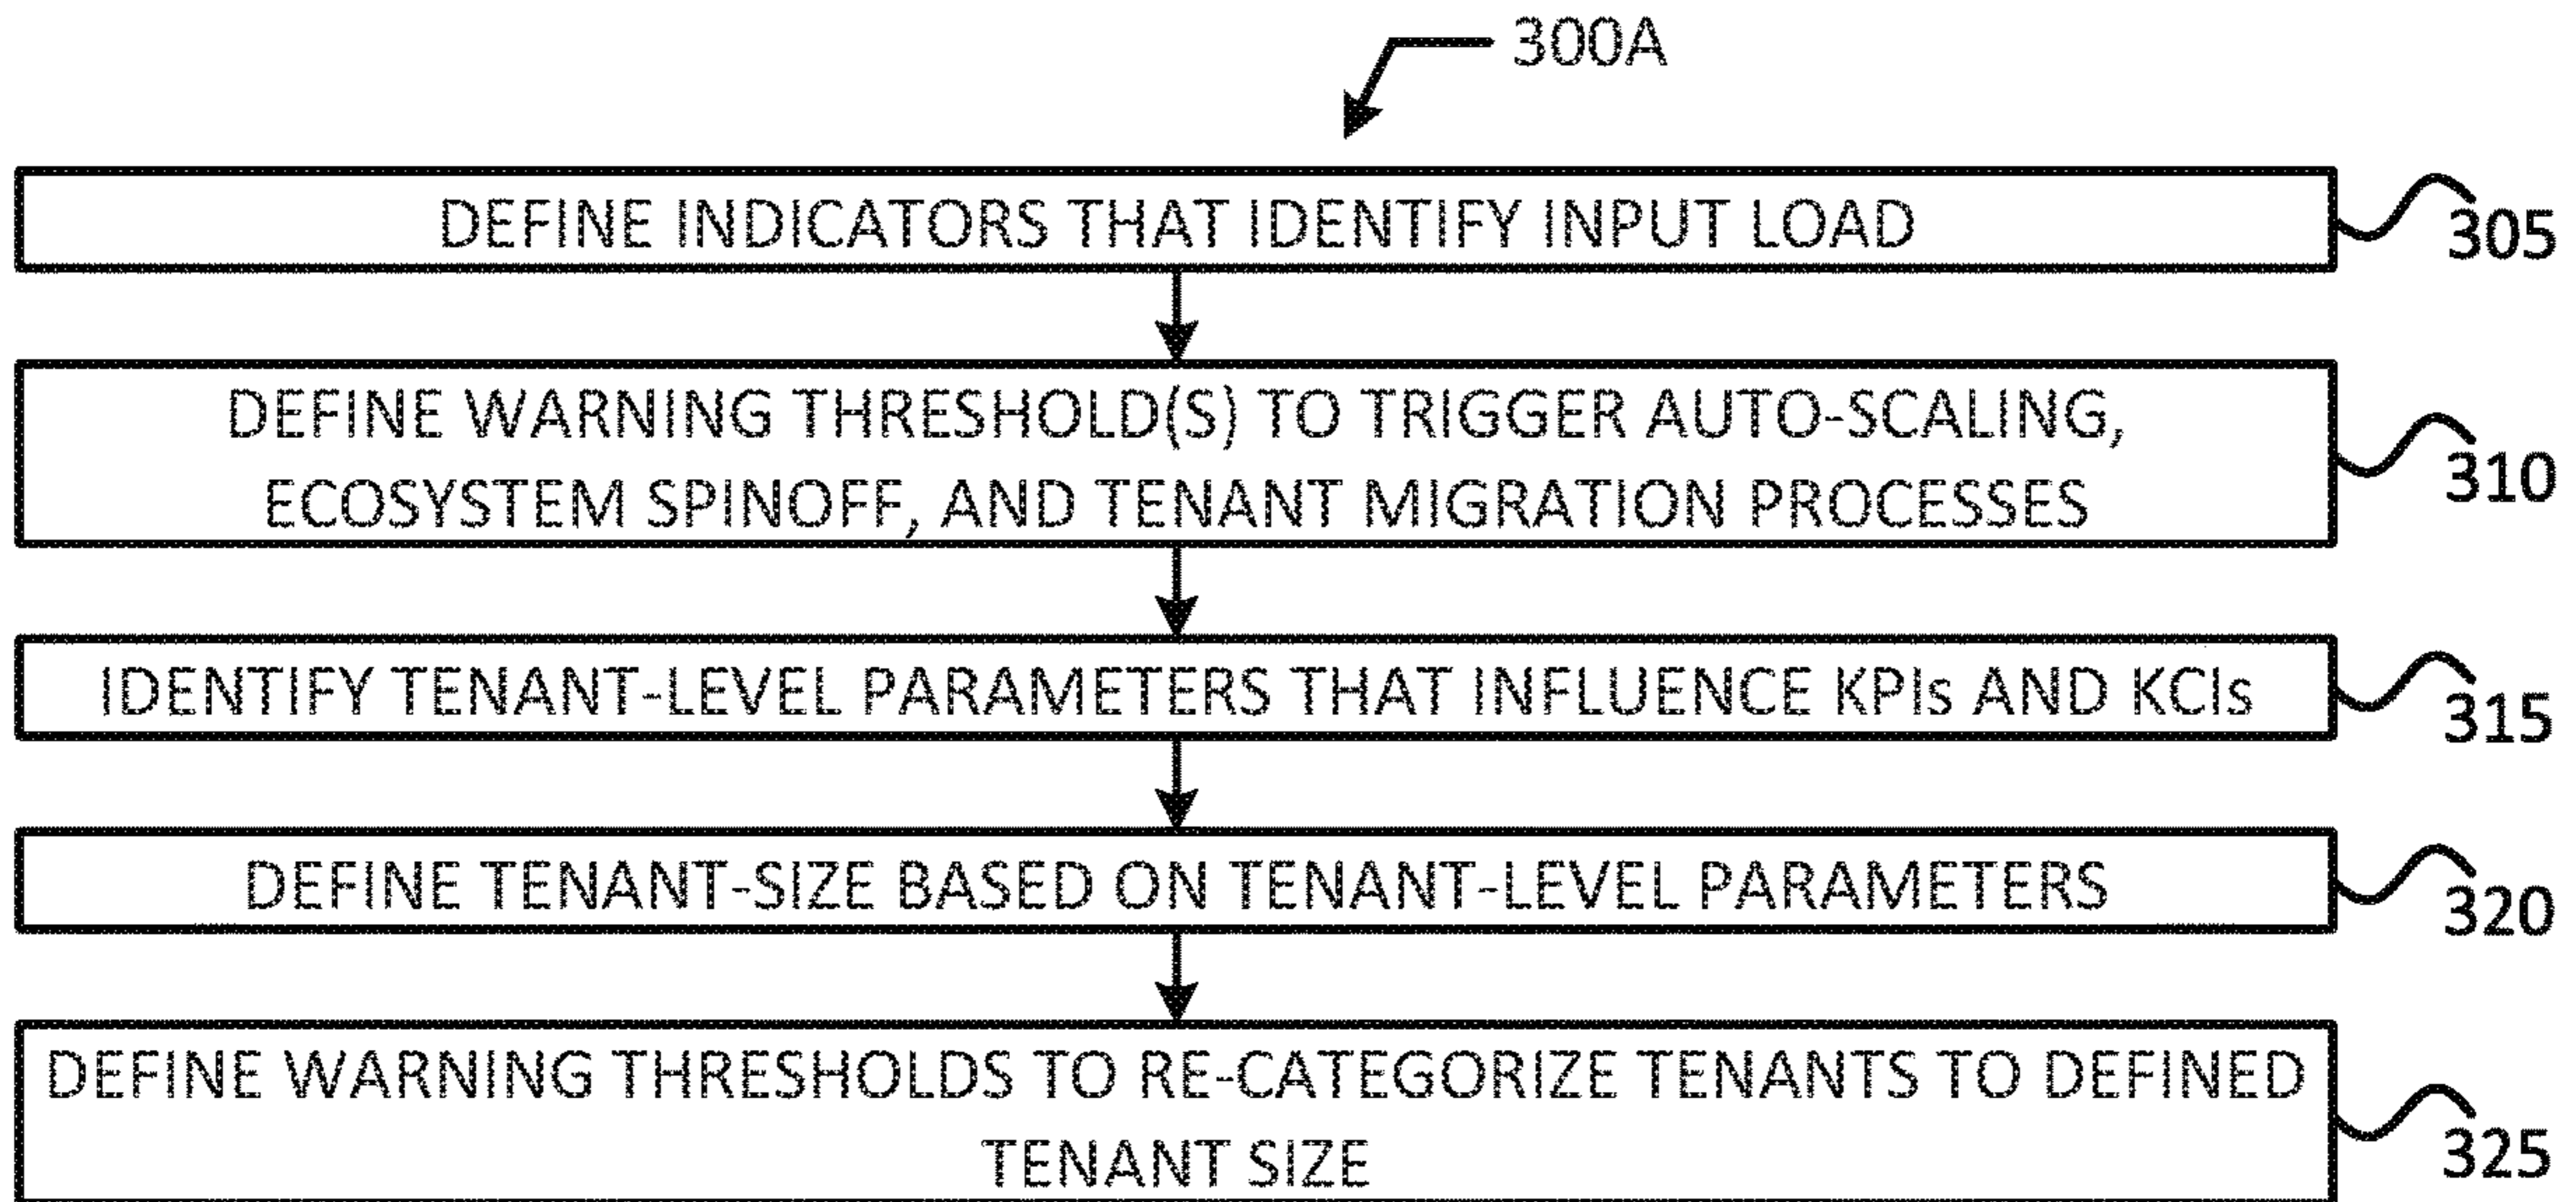 300A
DEFINE INDICATORS THAT IDENTIFY INPUT LOAD
305
DEFINE WARNING THRESHOLD(S) TO TRIGGER AUTO-SCALING,
ECOSYSTEM SPINOFF, AND TENANT MIGRATION PROCESSES
310
IDENTIFY TENANT-LEVEL PARAMETERS THAT INFLUENCE KPIs AND KCIs
315
DEFINE TENANT-SIZE BASED ON TENANT-LEVEL PARAMETERS
320
DEFINE WARNING THRESHOLDS TO RE-CATEGORIZE TENANTS TO DEFINED
TENANT SIZE
325